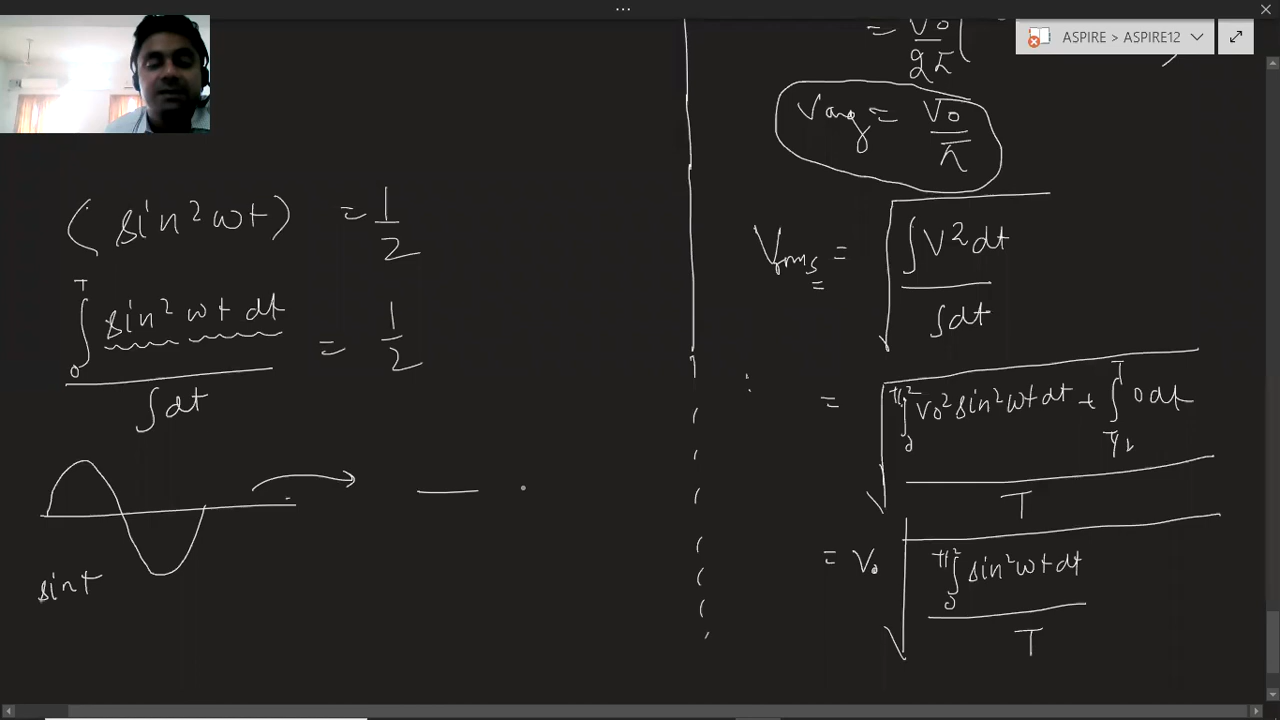 ASPIRE > ASPIRE12
(sin²ωt) = 1/2
∫₀ᵀ sin²ωt dt / ∫dt = 1/2
sint
= V₀/2π (
Vavg = V₀/π
Vrms = √(∫V²dt / ∫dt)
= √((∫₀^(T/2) V₀² sin²ωt dt + ∫_(T/2)^T 0 dt) / T)
= V₀ √(∫₀^(T/2) sin²ωt dt / T)